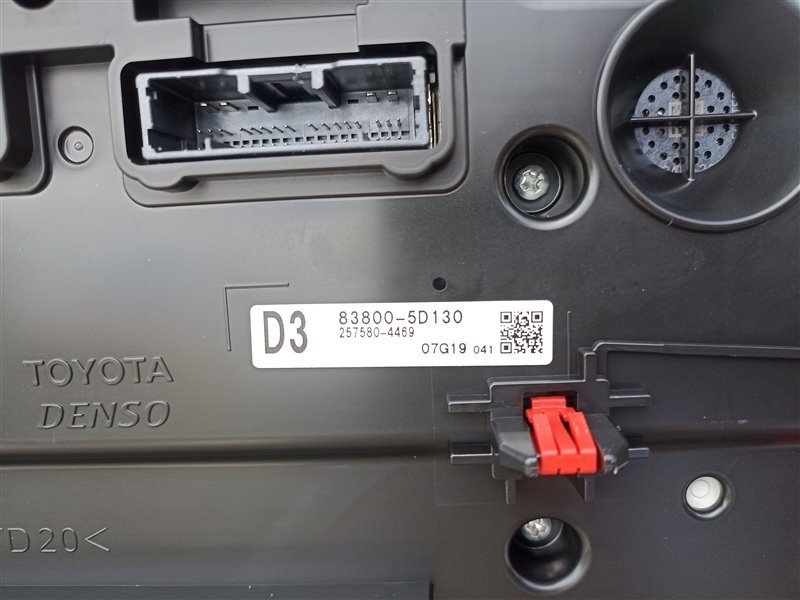 D3
83800-5D130
257580-4469
07G19 041
TOYOTA
DENSO
D20<